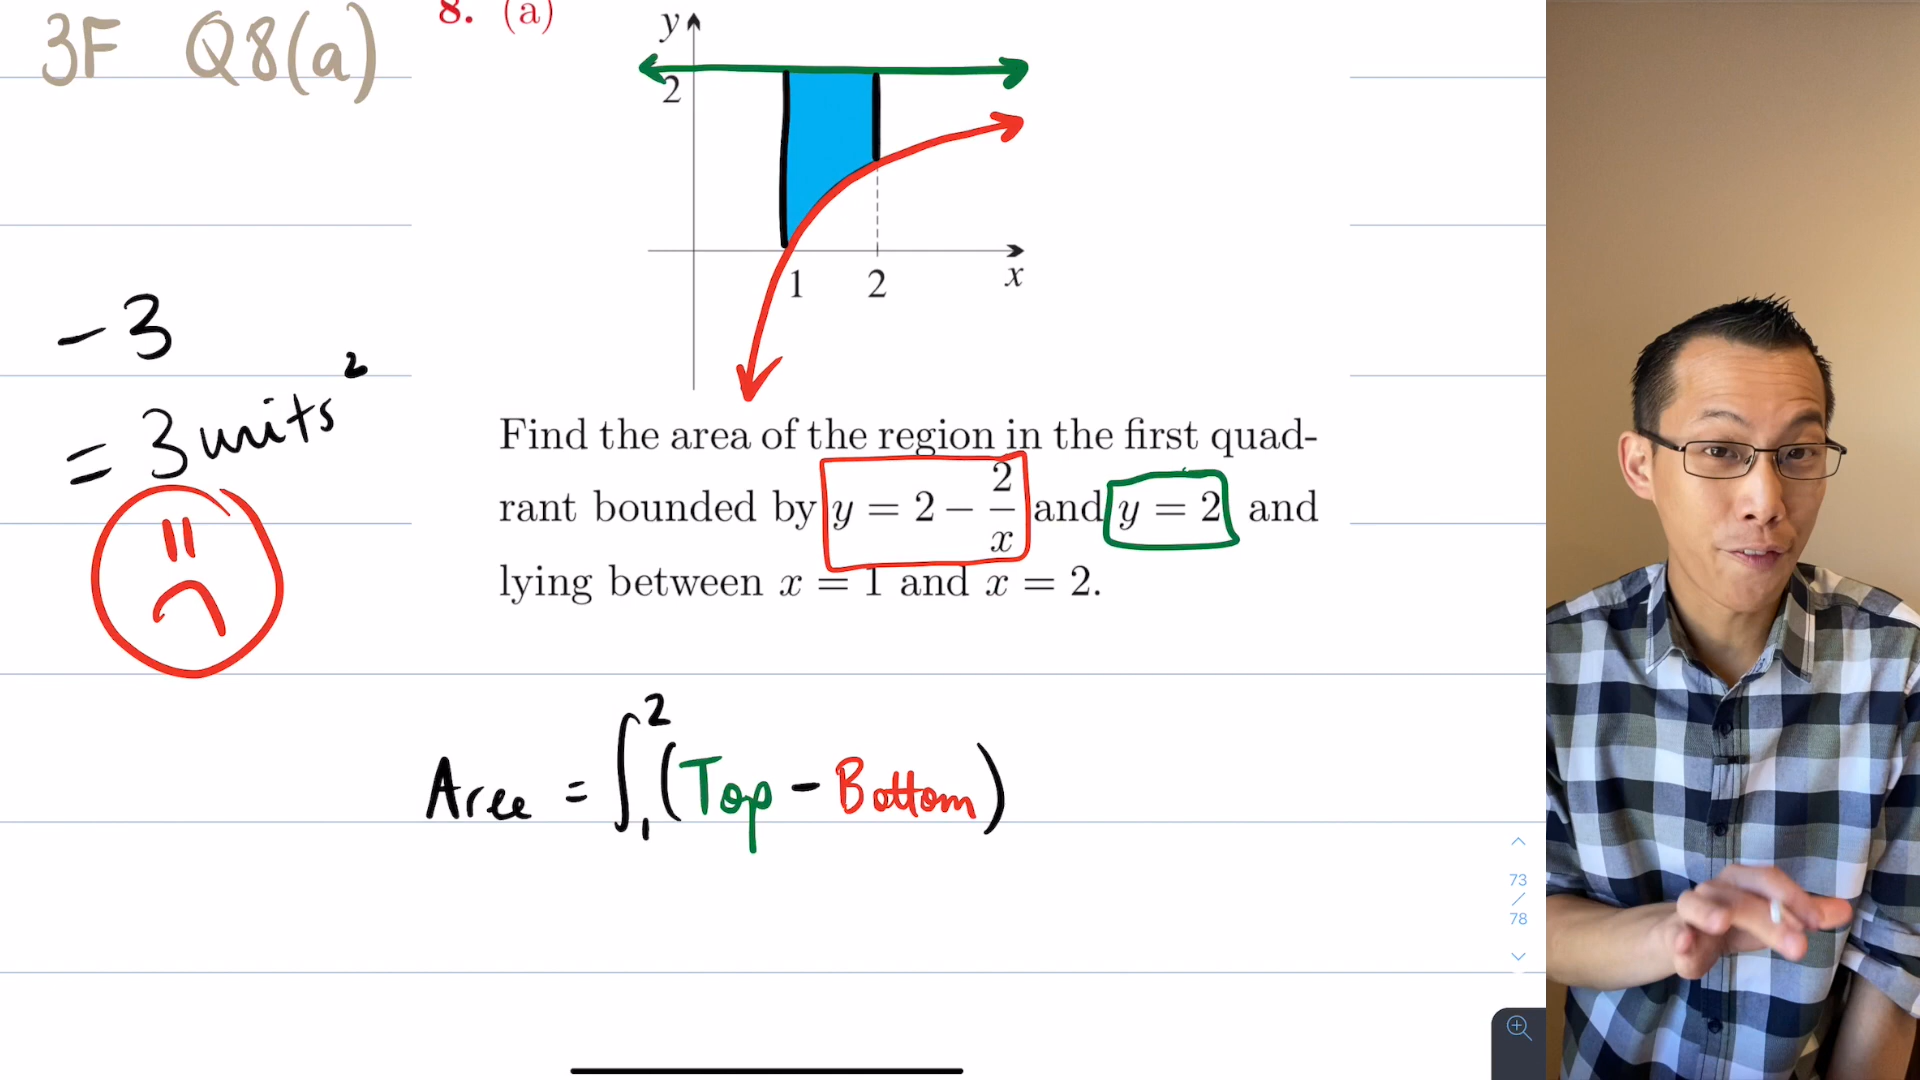 3F Q8(a)
8. (a)
y
2
1 2 x
-3
= 3 units²
Find the area of the region in the first quad-
rant bounded by y = 2 − 2/x and y = 2 and
lying between x = 1 and x = 2.
Area = ∫₁² (Top - Bottom)
73
/
78